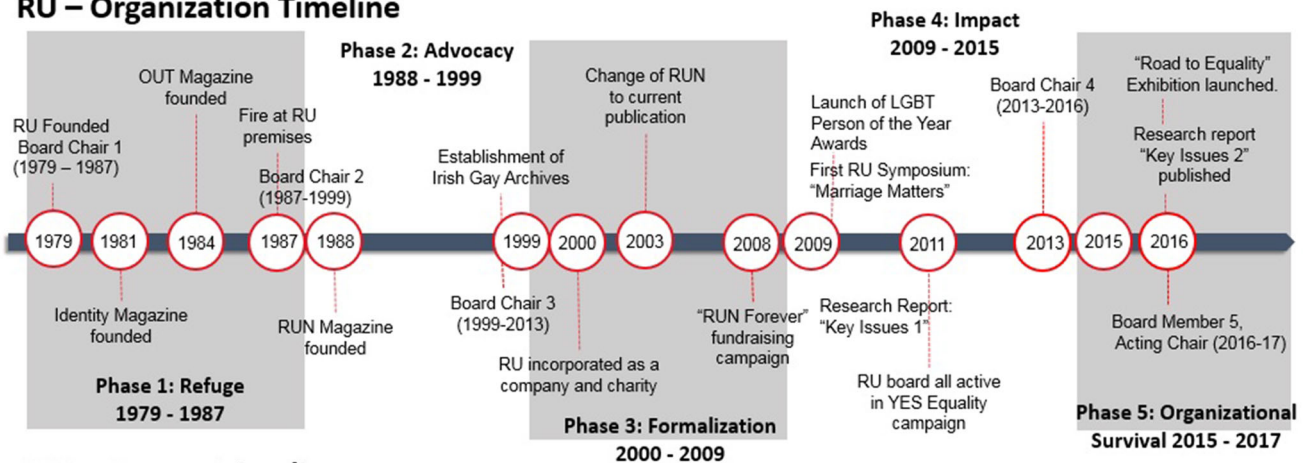 RU – Organization Timeline
Phase 4: Impact
2009 - 2015
Phase 2: Advocacy
1988 - 1999
OUT Magazine
founded
Fire at RU
premises
RU Founded
Board Chair 1
(1979 – 1987)
Board Chair 2
(1987-1999)
Establishment of
Irish Gay Archives
Change of RUN
to current
publication
Launch of LGBT
Person of the Year
Awards
First RU Symposium:
“Marriage Matters”
Board Chair 4
(2013-2016)
“Road to Equality”
Exhibition launched.
Research report
“Key Issues 2”
published
1979
1981
1984
1987
1988
1999
2000
2003
2008
2009
2011
2013
2015
2016
Identity Magazine
founded
RUN Magazine
founded
Board Chair 3
(1999-2013)
RU incorporated as a
company and charity
“RUN Forever”
fundraising
campaign
Research Report:
“Key Issues 1”
RU board all active
in YES Equality
campaign
Board Member 5,
Acting Chair (2016-17)
Phase 1: Refuge
1979 - 1987
Phase 3: Formalization
2000 - 2009
Phase 5: Organizational
Survival 2015 - 2017